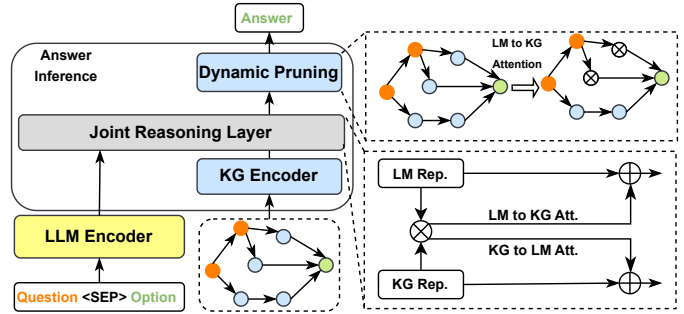 Answer
Answer
Inference
Dynamic Pruning
Joint Reasoning Layer
KG Encoder
LLM Encoder
Question <SEP> Option
LM to KG
Attention
LM Rep.
LM to KG Att.
KG to LM Att.
KG Rep.